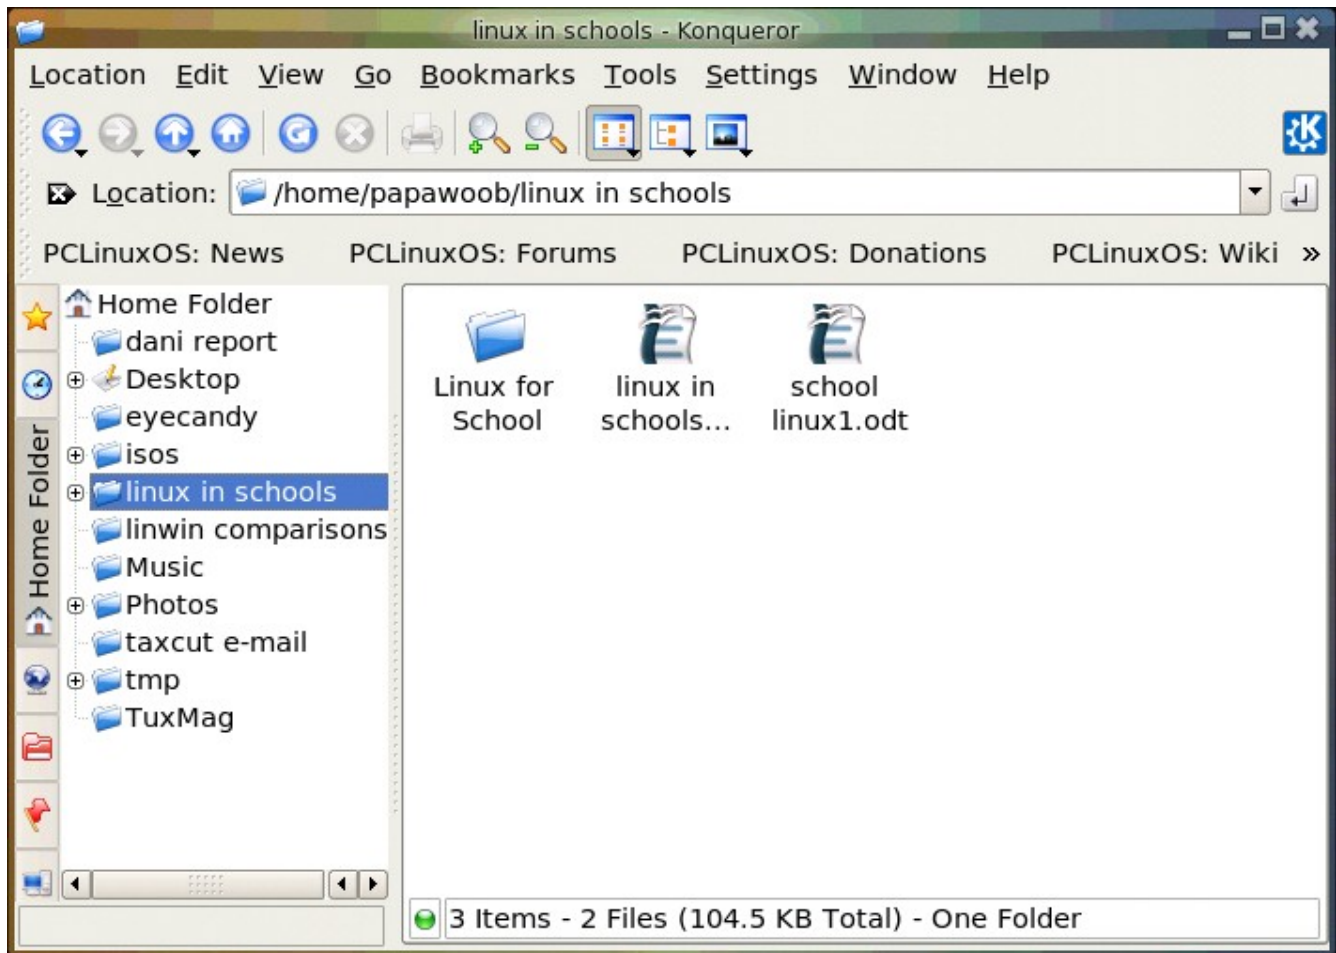 linux in schools - Konqueror
Location Edit View Go Bookmarks Tools Settings Window Help
Location: /home/papawoob/linux in schools
PCLinuxOS: News PCLinuxOS: Forums PCLinuxOS: Donations PCLinuxOS: Wiki »
Home Folder
Home Folder
dani report
Desktop
eyecandy
isos
linux in schools
linwin comparisons
Music
Photos
taxcut e-mail
tmp
TuxMag
Linux for
School
linux in
schools...
school
linux1.odt
3 Items - 2 Files (104.5 KB Total) - One Folder